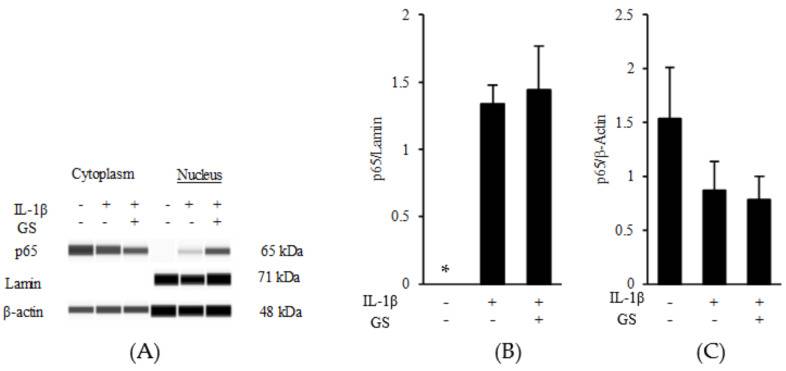 Cytoplasm Nucleus
IL-1β - + + - + +
GS - - + - - +
p65 65 kDa
Lamin 71 kDa
β-actin 48 kDa
(A)
2
1.5
1
0.5
0
p65/Lamin
*
IL-1β - + +
GS - - +
(B)
2.5
2
1.5
1
0.5
0
p65/β-Actin
IL-1β - + +
GS - - +
(C)